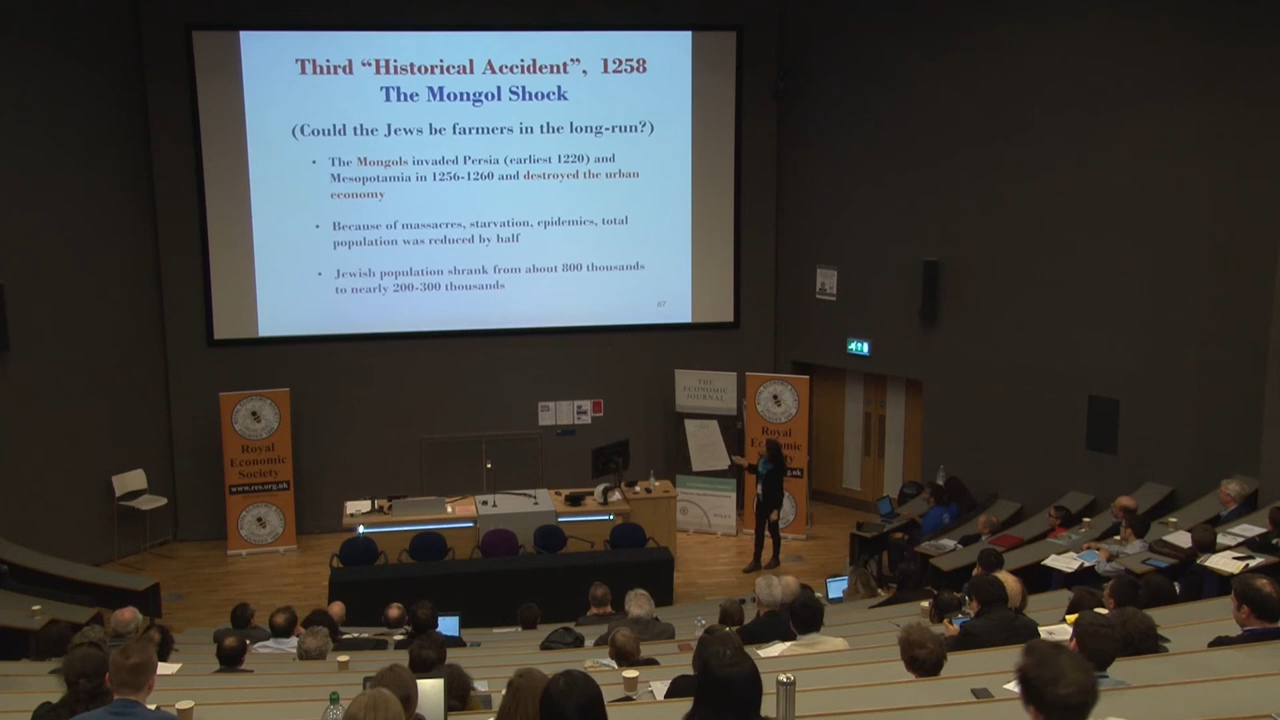 Third “Historical Accident”, 1258
The Mongol Shock
(Could the Jews be farmers in the long-run?)
• The Mongols invaded Persia (earliest 1220) and
Mesopotamia in 1256-1260 and destroyed the urban
economy
• Because of massacres, starvation, epidemics, total
population was reduced by half
• Jewish population shrank from about 800 thousands
to nearly 200-300 thousands
67
Royal
Economic
Society
www.res.org.uk
THE
ECONOMIC
JOURNAL
Royal